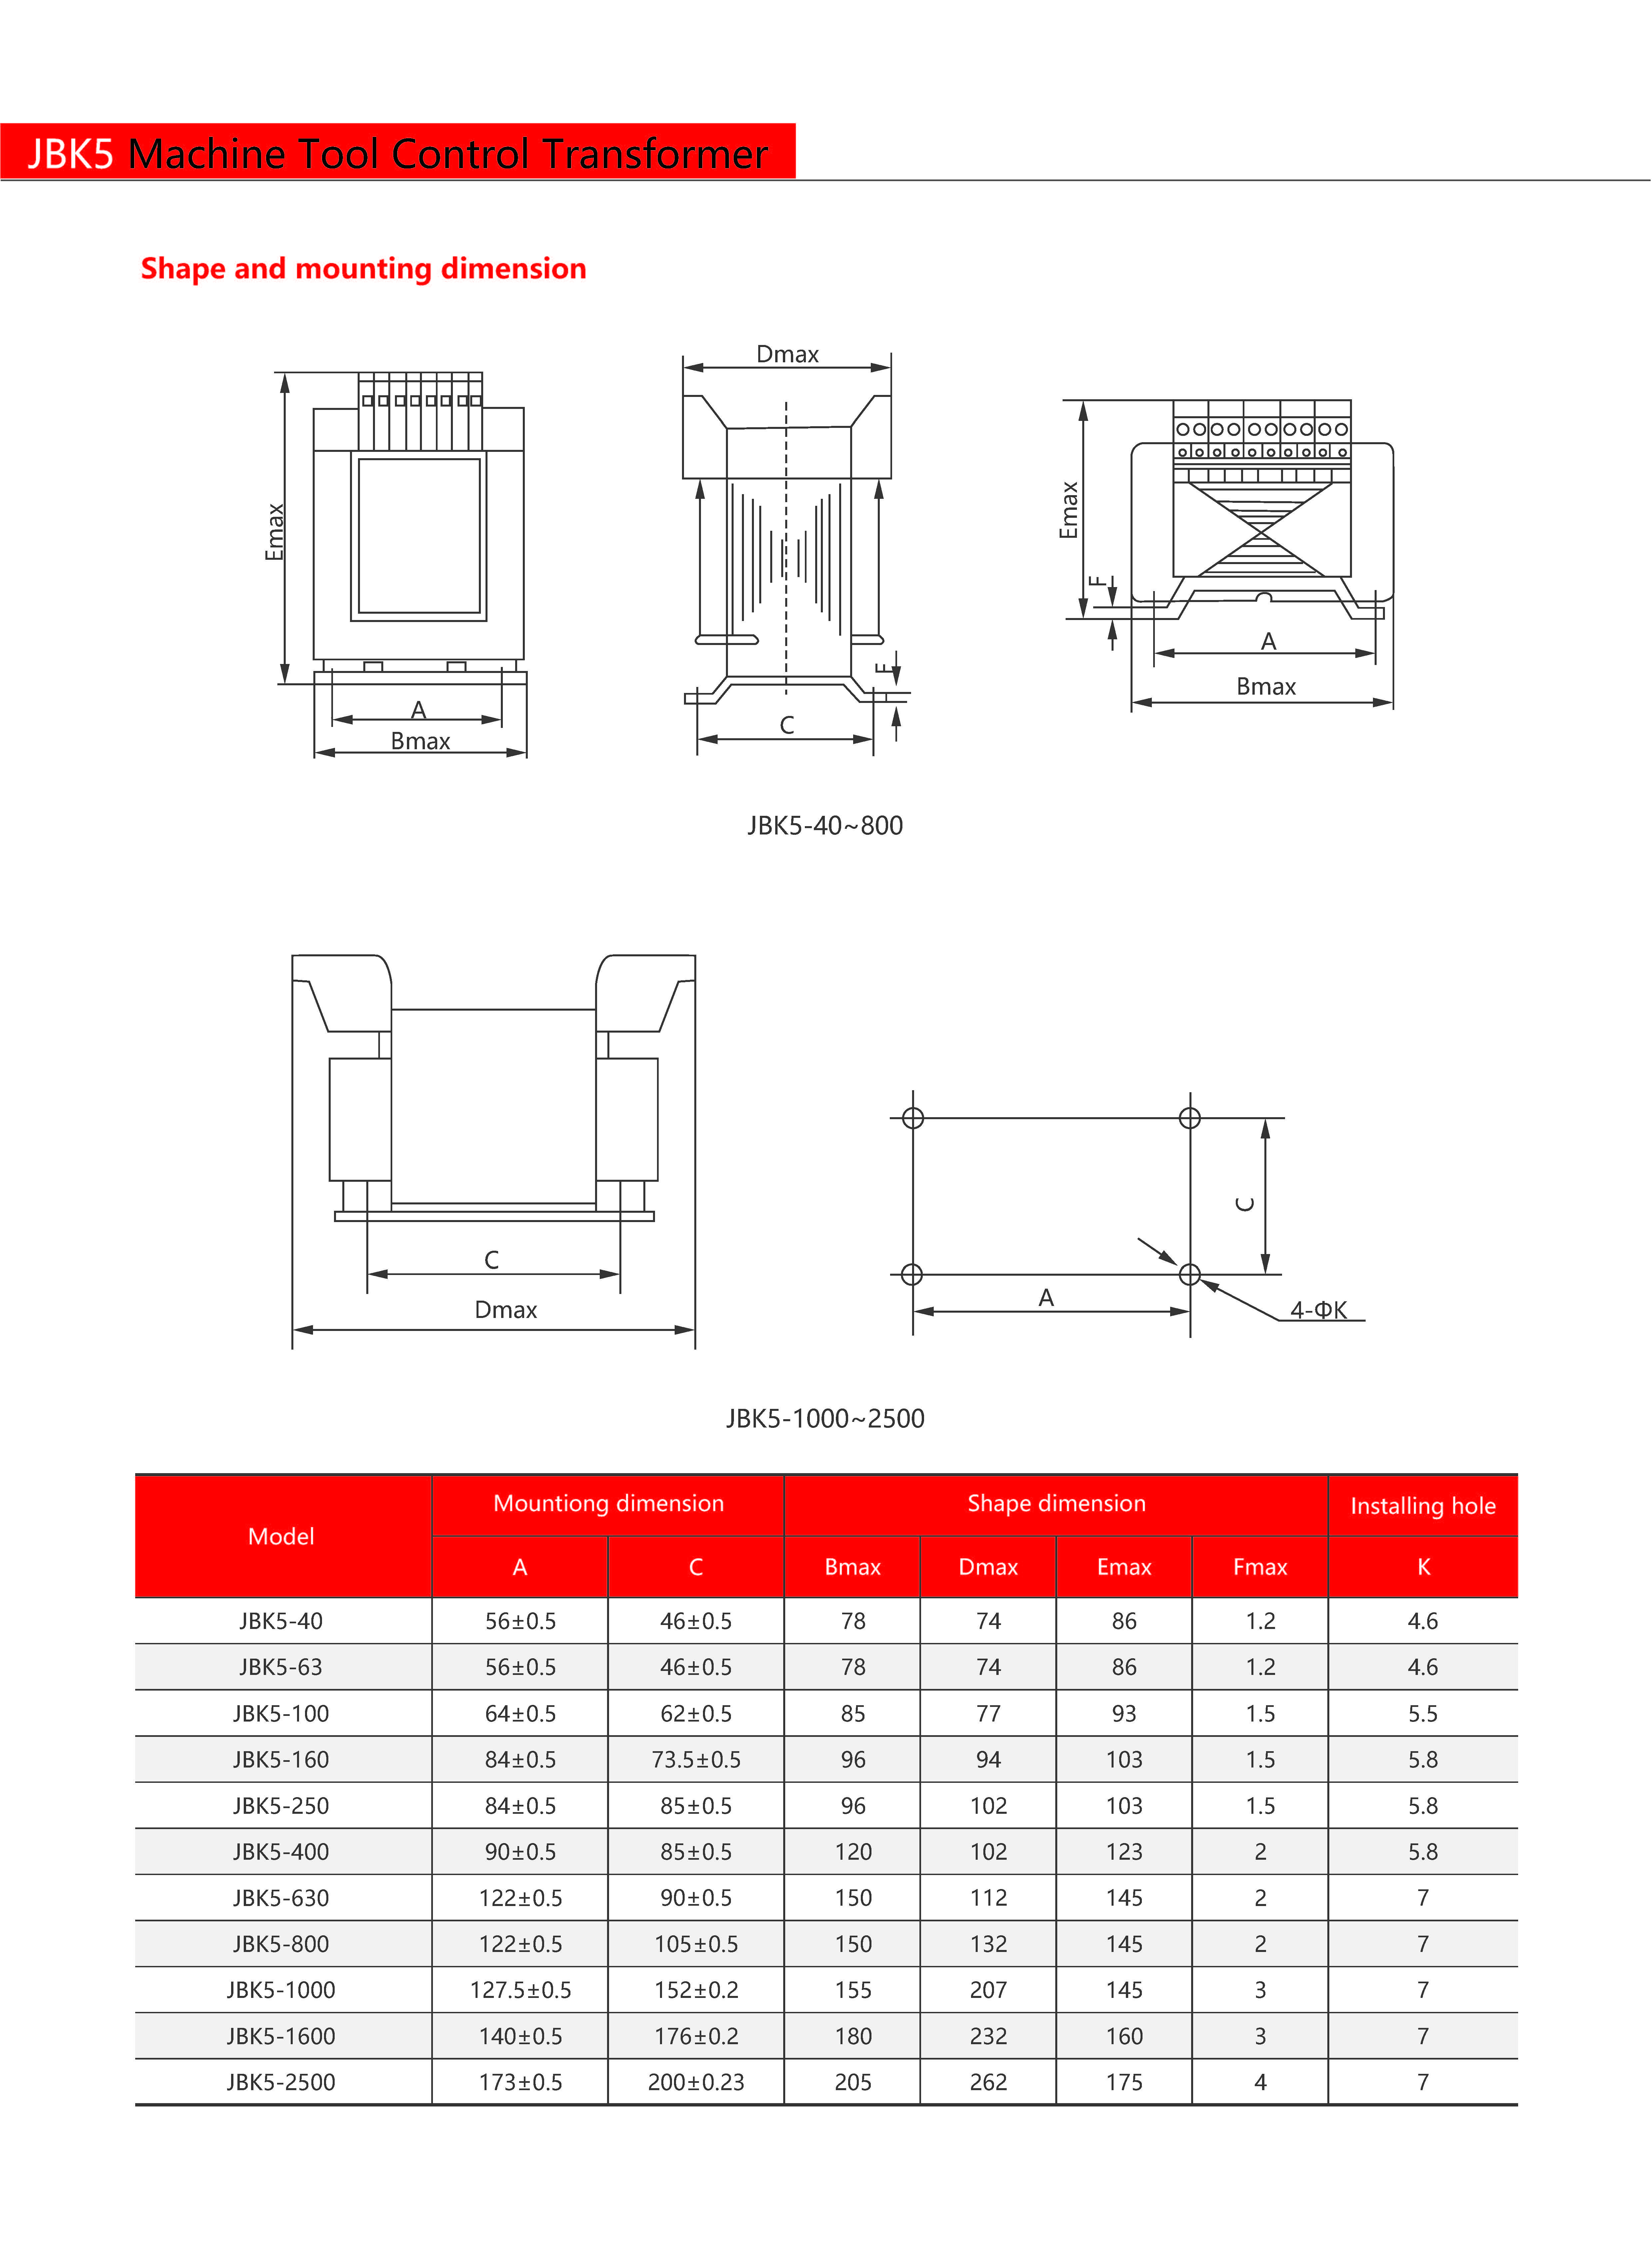 JBK5 Machine Tool Control Transformer
Shape and mounting dimension
Emax
A
Bmax
Dmax
F
C
Emax
F
A
Bmax
JBK5-40~800
C
Dmax
C
A
4-ΦK
JBK5-1000~2500
Model Mountiong dimension Shape dimension Installing hole
A C Bmax Dmax Emax Fmax K
JBK5-40 56±0.5 46±0.5 78 74 86 1.2 4.6
JBK5-63 56±0.5 46±0.5 78 74 86 1.2 4.6
JBK5-100 64±0.5 62±0.5 85 77 93 1.5 5.5
JBK5-160 84±0.5 73.5±0.5 96 94 103 1.5 5.8
JBK5-250 84±0.5 85±0.5 96 102 103 1.5 5.8
JBK5-400 90±0.5 85±0.5 120 102 123 2 5.8
JBK5-630 122±0.5 90±0.5 150 112 145 2 7
JBK5-800 122±0.5 105±0.5 150 132 145 2 7
JBK5-1000 127.5±0.5 152±0.2 155 207 145 3 7
JBK5-1600 140±0.5 176±0.2 180 232 160 3 7
JBK5-2500 173±0.5 200±0.23 205 262 175 4 7